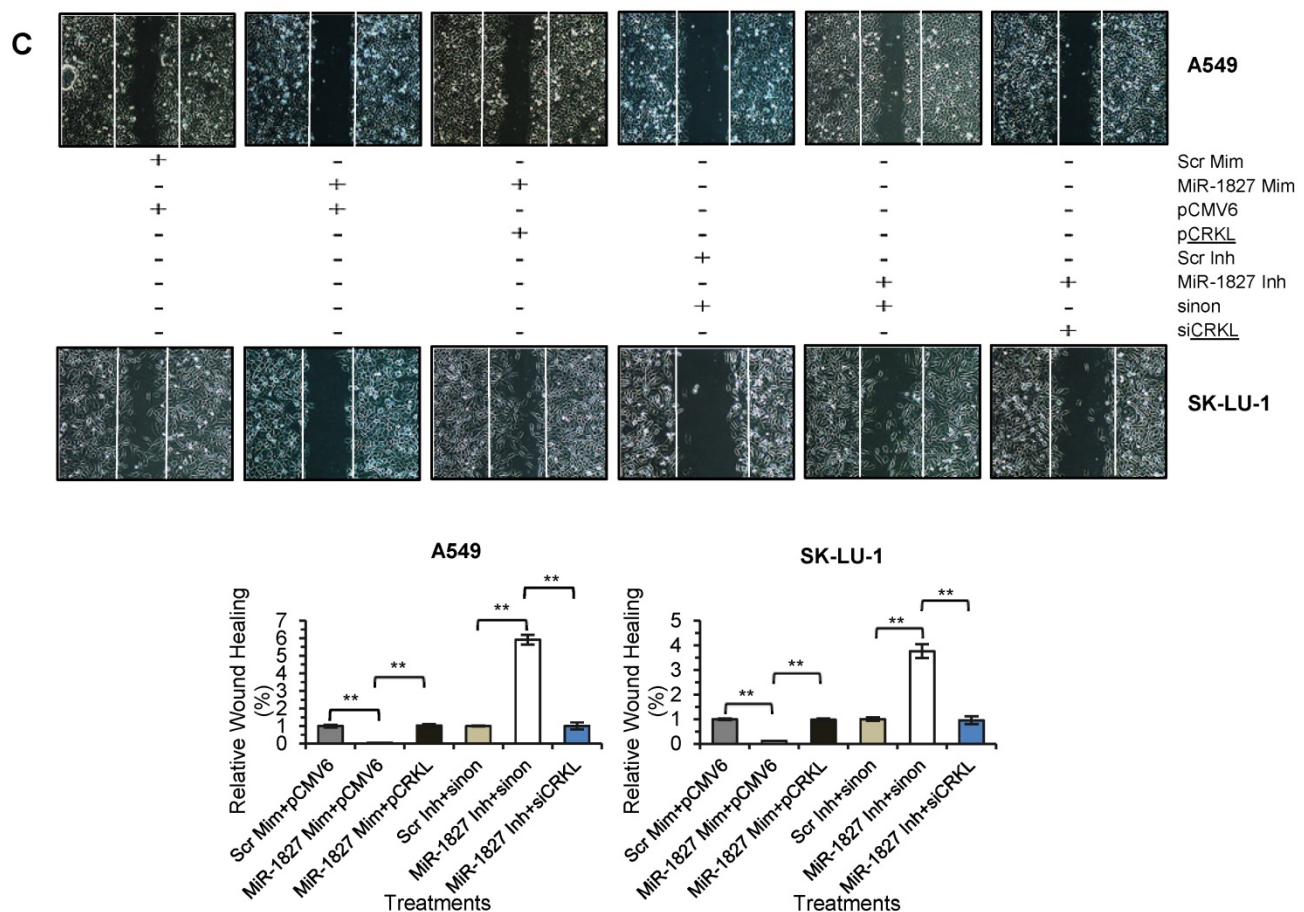 C
A549
+ - - - - - Scr Mim
- + + - - - MiR-1827 Mim
+ + - - - - pCMV6
- - + - - - pCRKL
- - - + - - Scr Inh
- - - - + + MiR-1827 Inh
- - - + + - sinon
- - - - - + siCRKL
SK-LU-1
A549
Relative Wound Healing
(%)
7
6
5
4
3
2
1
0
**
**
**
**
Scr Mim+pCMV6
MiR-1827 Mim+pCMV6
MiR-1827 Mim+pCRKL
Scr Inh+sinon
MiR-1827 Inh+sinon
MiR-1827 Inh+siCRKL
Treatments
SK-LU-1
Relative Wound Healing
(%)
5
4
3
2
1
0
**
**
**
**
Scr Mim+pCMV6
MiR-1827 Mim+pCMV6
MiR-1827 Mim+pCRKL
Scr Inh+sinon
MiR-1827 Inh+sinon
MiR-1827 Inh+siCRKL
Treatments